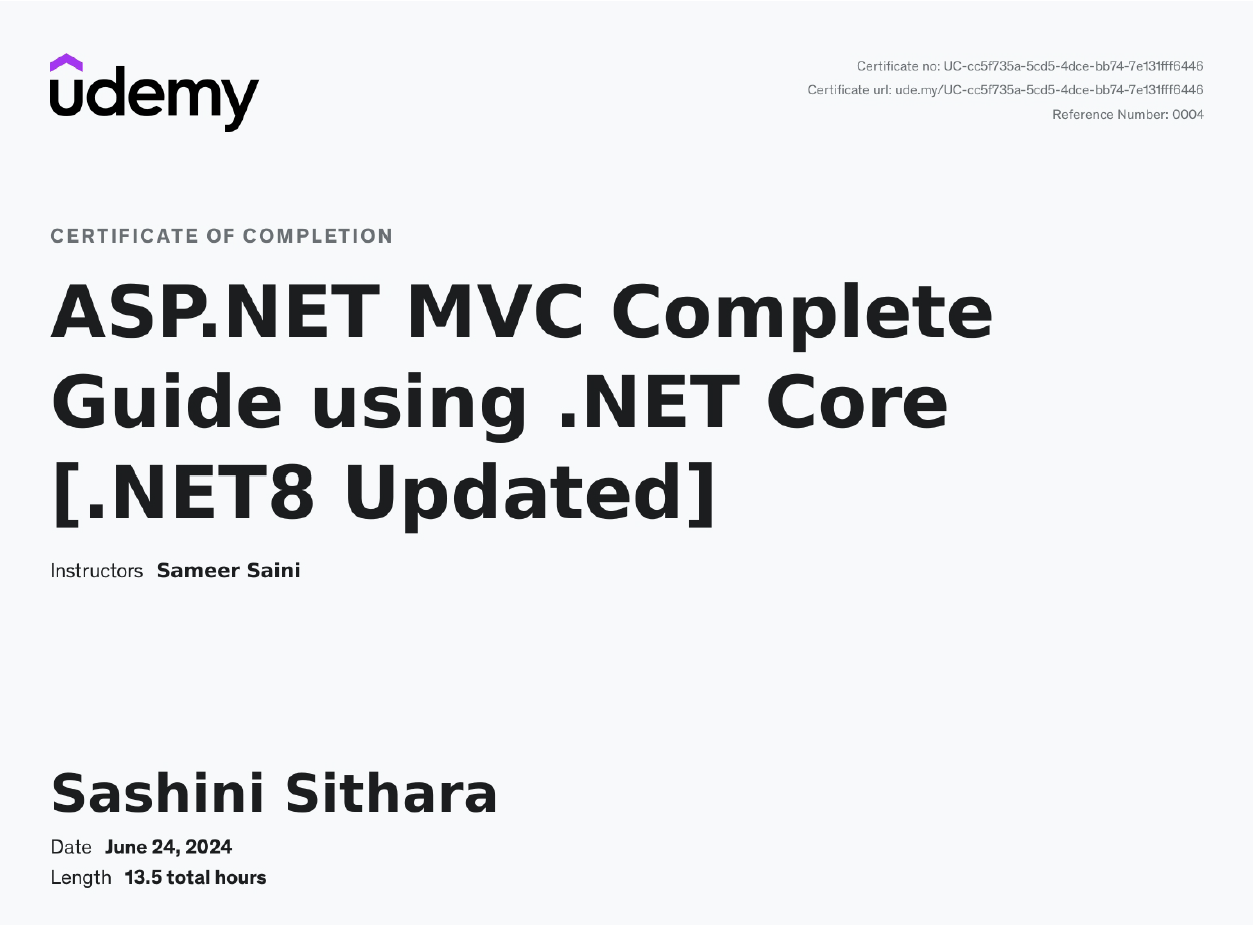 udemy
Certificate no: UC-cc5f735a-5cd5-4dce-bb74-7e131fff6446
Certificate url: ude.my/UC-cc5f735a-5cd5-4dce-bb74-7e131fff6446
Reference Number: 0004
CERTIFICATE OF COMPLETION
ASP.NET MVC Complete
Guide using .NET Core
[.NET8 Updated]
Instructors Sameer Saini
Sashini Sithara
Date June 24, 2024
Length 13.5 total hours